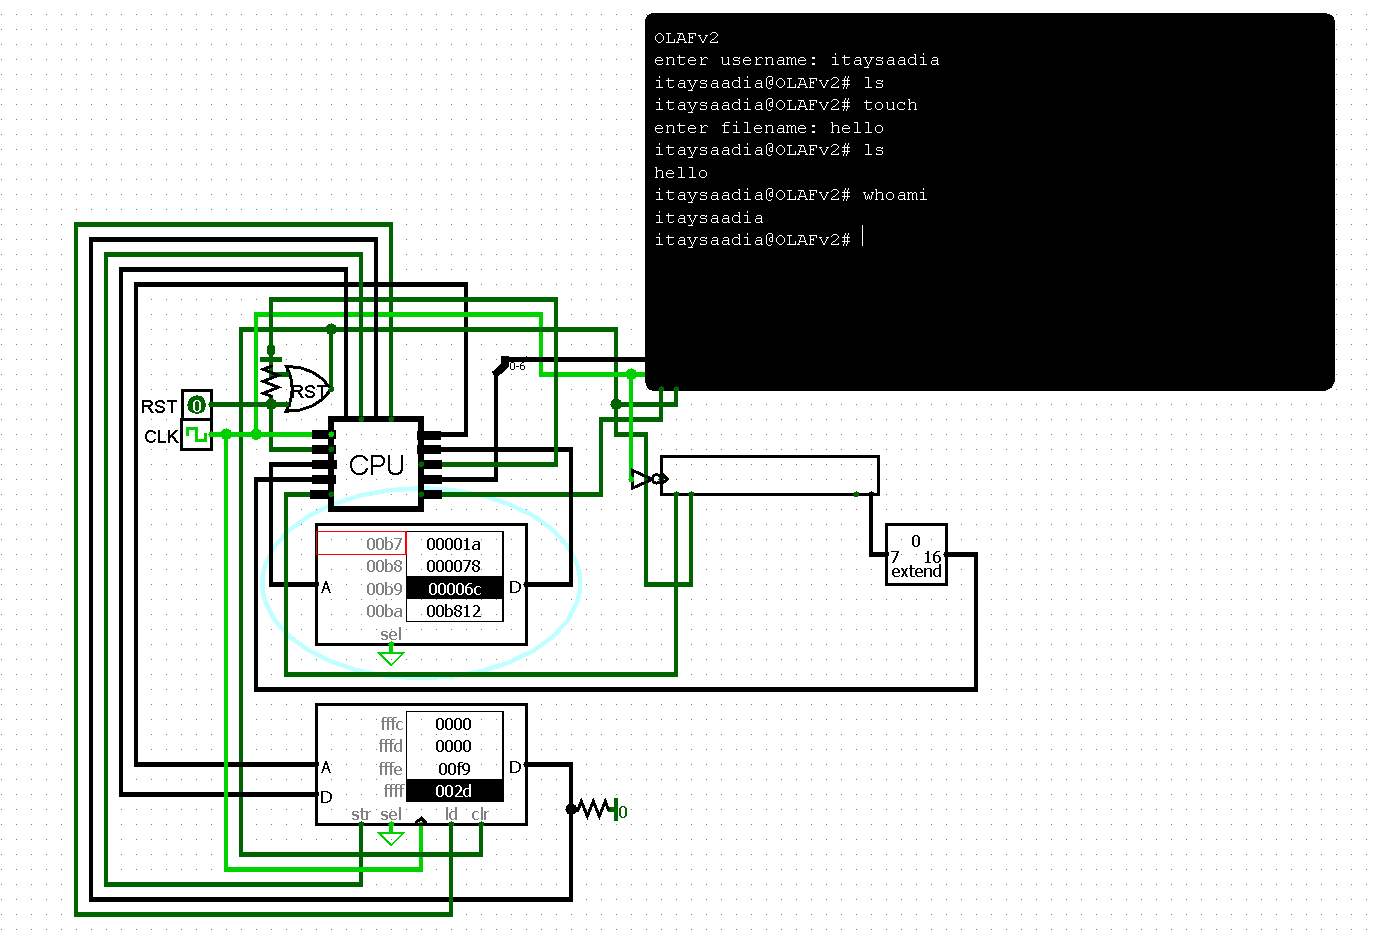 OLAFv2
enter username: itaysaadia
itaysaadia@OLAFv2# ls
itaysaadia@OLAFv2# touch
enter filename: hello
itaysaadia@OLAFv2# ls
hello
itaysaadia@OLAFv2# whoami
itaysaadia
itaysaadia@OLAFv2#
0-6
RST
RST 0
CLK
CPU
00b7 00001a
00b8 000078
A 00b9 00006c D
00ba 00b812
sel
0
7 16
extend
fffc 0000
fffd 0000
A fffe 00f9 D
D ffff 002d
str sel ld clr
0